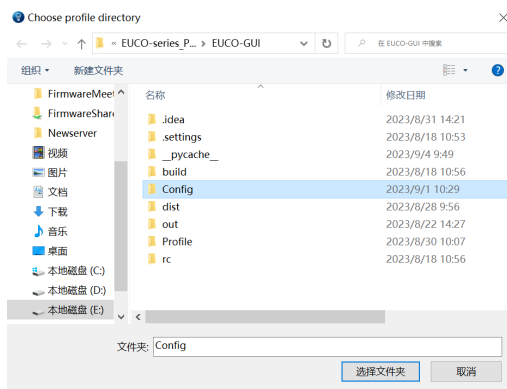 Choose profile directory
« EUCO-series_P... › EUCO-GUI
在 EUCO-GUI 中搜索
组织 新建文件夹
名称 修改日期
FirmwareMeet
FirmwareShare
Newserver
视频
图片
文档
下载
音乐
桌面
本地磁盘 (C:)
本地磁盘 (D:)
本地磁盘 (E:)
.idea 2023/8/31 14:21
.settings 2023/8/18 10:53
__pycache__ 2023/9/4 9:49
build 2023/8/18 10:56
Config 2023/9/1 10:29
dist 2023/8/28 9:56
out 2023/8/22 14:27
Profile 2023/8/30 10:07
rc 2023/8/18 10:56
文件夹: Config
选择文件夹 取消